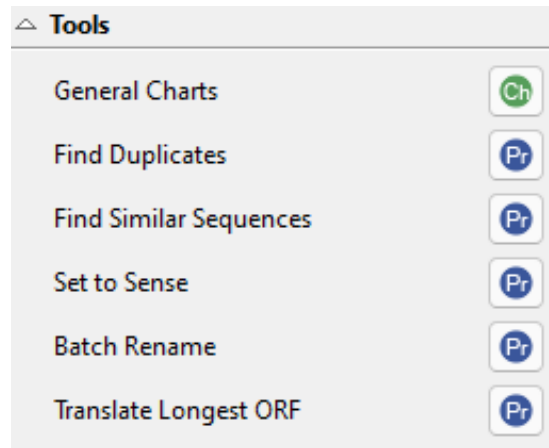 Tools
General Charts Ch
Find Duplicates Pr
Find Similar Sequences Pr
Set to Sense Pr
Batch Rename Pr
Translate Longest ORF Pr